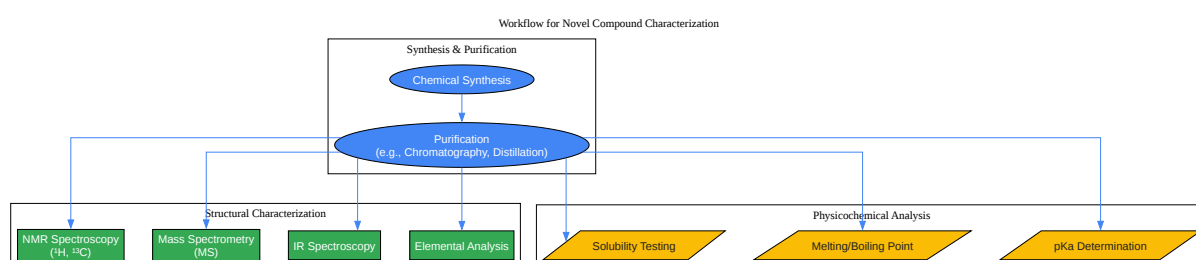 Workflow for Novel Compound Characterization
Synthesis & Purification
Chemical Synthesis
Purification
(e.g., Chromatography, Distillation)
Structural Characterization
NMR Spectroscopy
(¹H, ¹³C)
Mass Spectrometry
(MS)
IR Spectroscopy
Elemental Analysis
Physicochemical Analysis
Solubility Testing
Melting/Boiling Point
pKa Determination